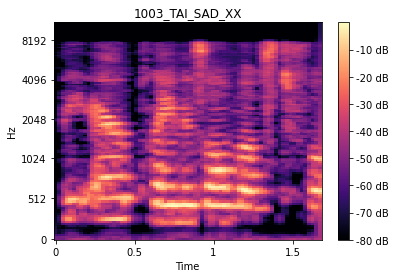 1003_TAI_SAD_XX
8192
4096
2048
1024
512
0
Hz
0
0.5
1
1.5
Time
-10 dB
-20 dB
-30 dB
-40 dB
-50 dB
-60 dB
-70 dB
-80 dB